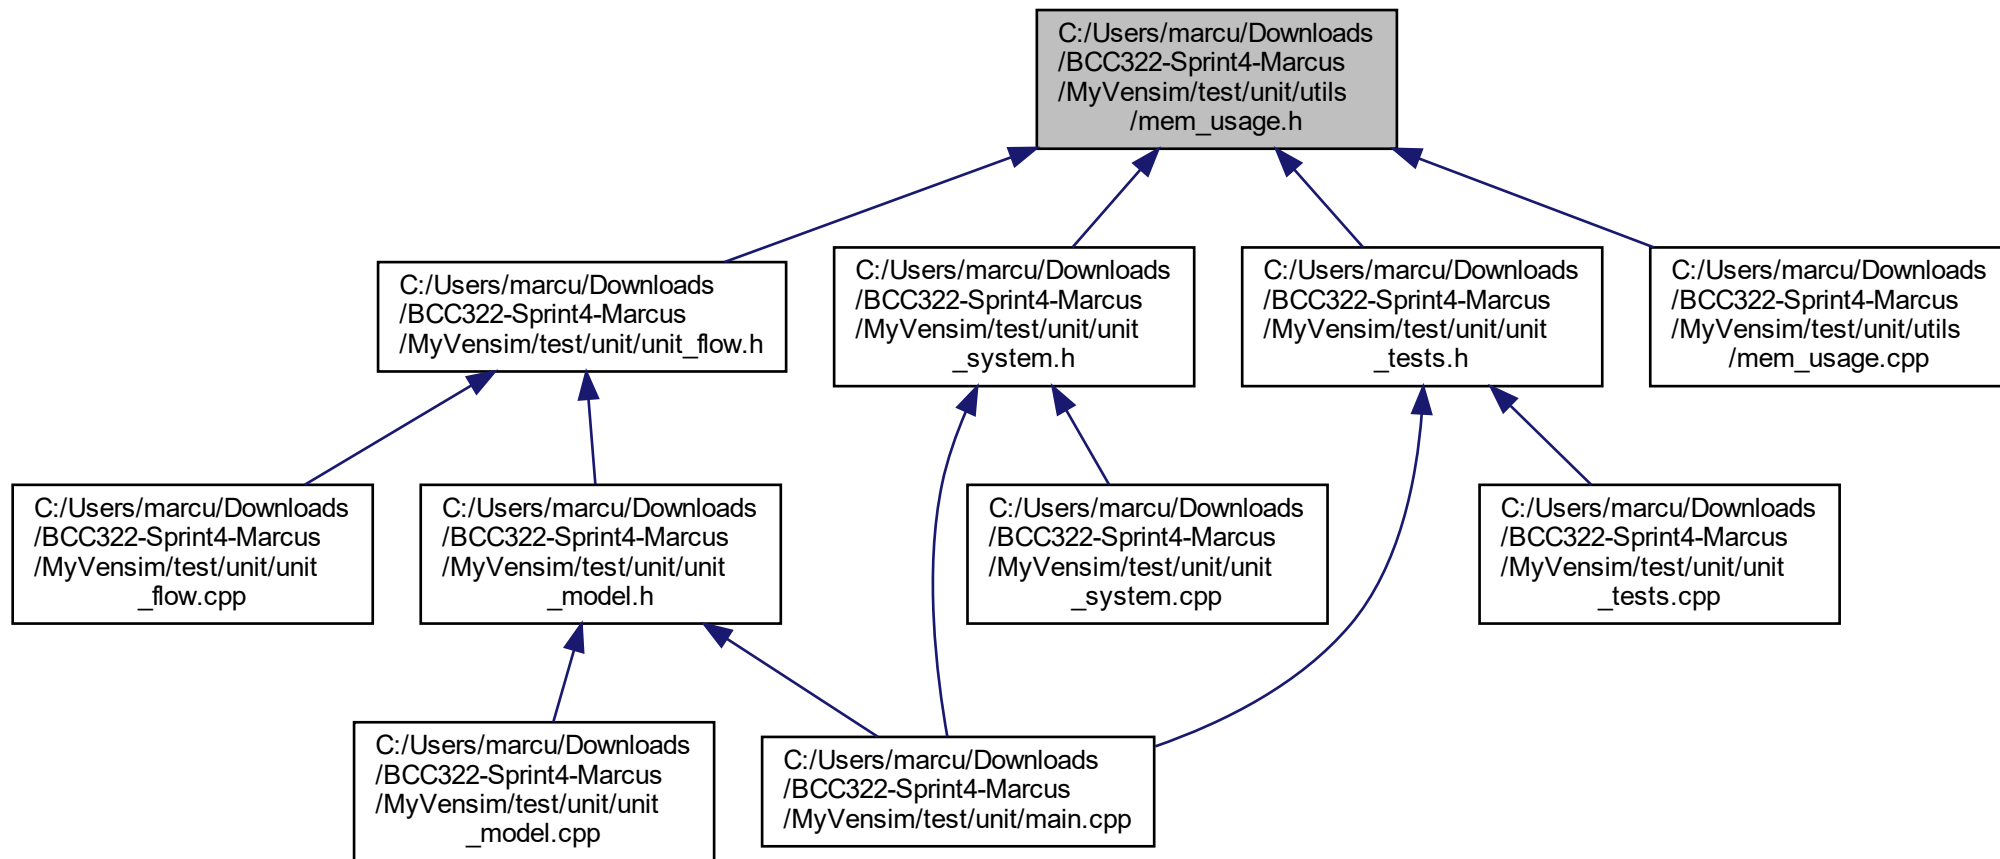 C:/Users/marcu/Downloads
/BCC322-Sprint4-Marcus
/MyVensim/test/unit/utils
/mem_usage.h
C:/Users/marcu/Downloads
/BCC322-Sprint4-Marcus
/MyVensim/test/unit/unit_flow.h
C:/Users/marcu/Downloads
/BCC322-Sprint4-Marcus
/MyVensim/test/unit/unit
_system.h
C:/Users/marcu/Downloads
/BCC322-Sprint4-Marcus
/MyVensim/test/unit/unit
_tests.h
C:/Users/marcu/Downloads
/BCC322-Sprint4-Marcus
/MyVensim/test/unit/utils
/mem_usage.cpp
C:/Users/marcu/Downloads
/BCC322-Sprint4-Marcus
/MyVensim/test/unit/unit
_flow.cpp
C:/Users/marcu/Downloads
/BCC322-Sprint4-Marcus
/MyVensim/test/unit/unit
_model.h
C:/Users/marcu/Downloads
/BCC322-Sprint4-Marcus
/MyVensim/test/unit/unit
_system.cpp
C:/Users/marcu/Downloads
/BCC322-Sprint4-Marcus
/MyVensim/test/unit/unit
_tests.cpp
C:/Users/marcu/Downloads
/BCC322-Sprint4-Marcus
/MyVensim/test/unit/unit
_model.cpp
C:/Users/marcu/Downloads
/BCC322-Sprint4-Marcus
/MyVensim/test/unit/main.cpp